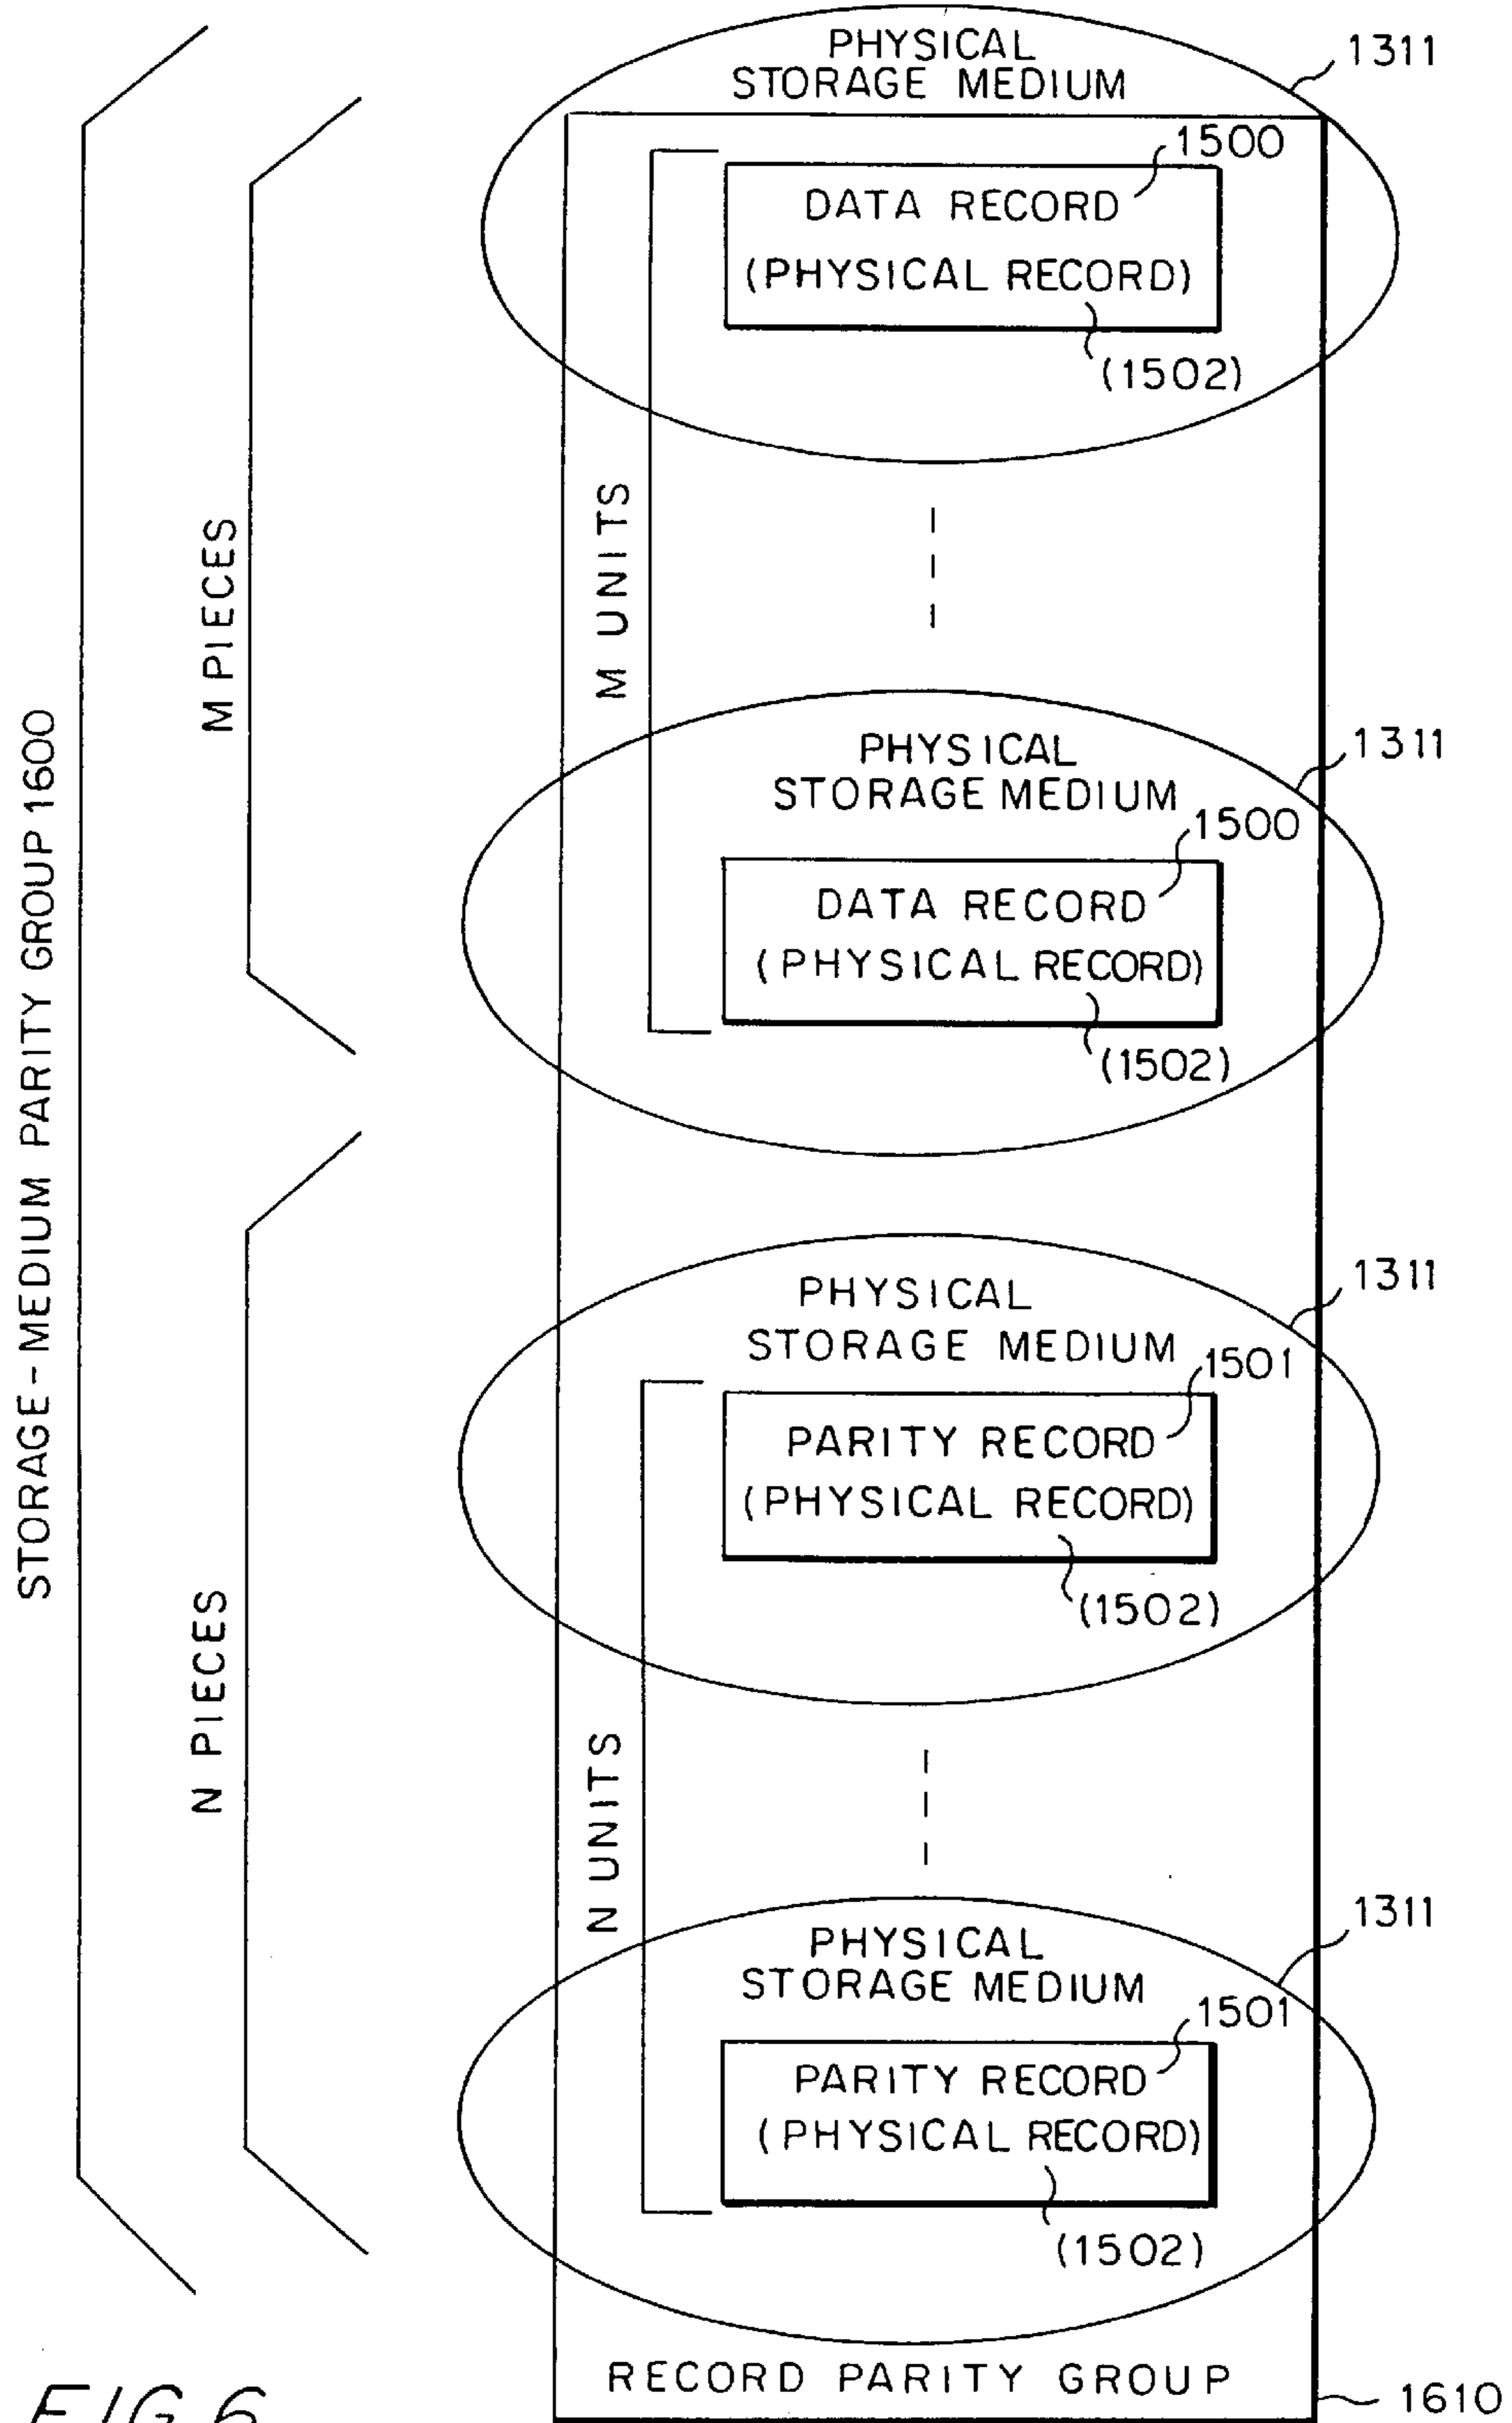 PHYSICAL
STORAGE MEDIUM
1311
1500
DATA RECORD
(PHYSICAL RECORD)
(1502)
M UNITS
M PIECES
STORAGE-MEDIUM PARITY GROUP 1600
PHYSICAL
STORAGE MEDIUM
1311
1500
DATA RECORD
(PHYSICAL RECORD)
(1502)
PHYSICAL
STORAGE MEDIUM
1311
1501
PARITY RECORD
(PHYSICAL RECORD)
(1502)
N PIECES
N UNITS
PHYSICAL
STORAGE MEDIUM
1311
1501
PARITY RECORD
(PHYSICAL RECORD)
(1502)
RECORD PARITY GROUP
1610
FIG. 6